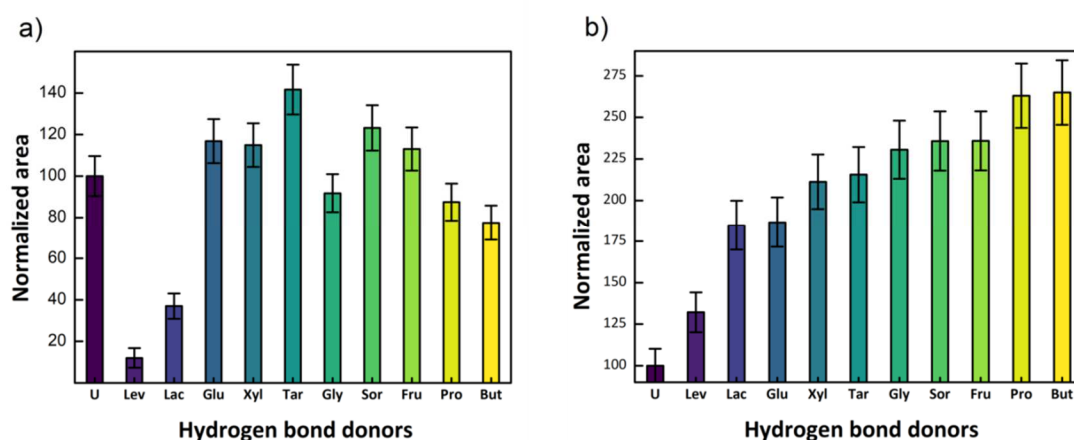 a)
Normalized area
140
120
100
80
60
40
20
U Lev Lac Glu Xyl Tar Gly Sor Fru Pro But
Hydrogen bond donors
b)
Normalized area
275
250
225
200
175
150
125
100
U Lev Lac Glu Xyl Tar Gly Sor Fru Pro But
Hydrogen bond donors